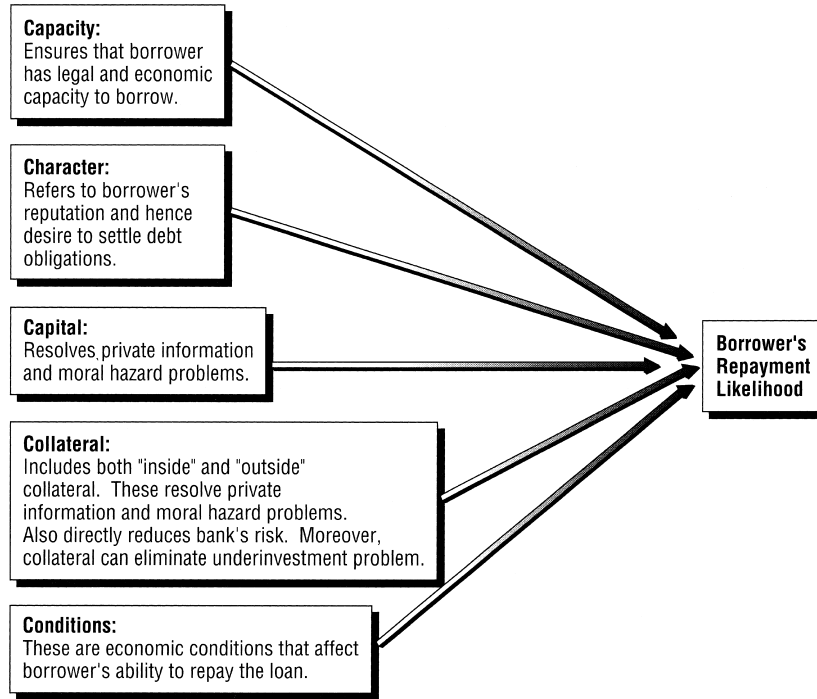 Capacity:
Ensures that borrower
has legal and economic
capacity to borrow.
Character:
Refers to borrower's
reputation and hence
desire to settle debt
obligations.
Capital:
Resolves private information
and moral hazard problems.
Collateral:
Includes both "inside" and "outside"
collateral. These resolve private
information and moral hazard problems.
Also directly reduces bank's risk. Moreover,
collateral can eliminate underinvestment problem.
Conditions:
These are economic conditions that affect
borrower's ability to repay the loan.
Borrower's
Repayment
Likelihood